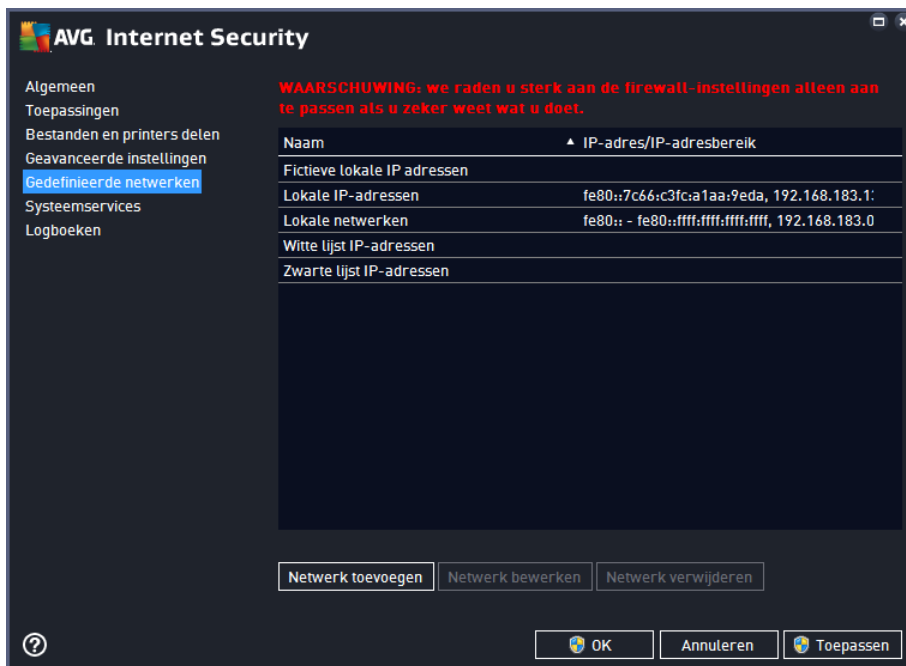 AVG Internet Security
Algemeen
Toepassingen
Bestanden en printers delen
Geavanceerde instellingen
Gedefinieerde netwerken
Systeemservices
Logboeken
WAARSCHUWING: we raden u sterk aan de firewall-instellingen alleen aan
te passen als u zeker weet wat u doet.
Naam IP-adres/IP-adresbereik
Fictieve lokale IP adressen
Lokale IP-adressen fe80::7c66:c3fc:a1aa:9eda, 192.168.183.1
Lokale netwerken fe80:: - fe80::ffff:ffff:ffff:ffff, 192.168.183.0
Witte lijst IP-adressen
Zwarte lijst IP-adressen
Netwerk toevoegen Netwerk bewerken Netwerk verwijderen
OK Annuleren Toepassen